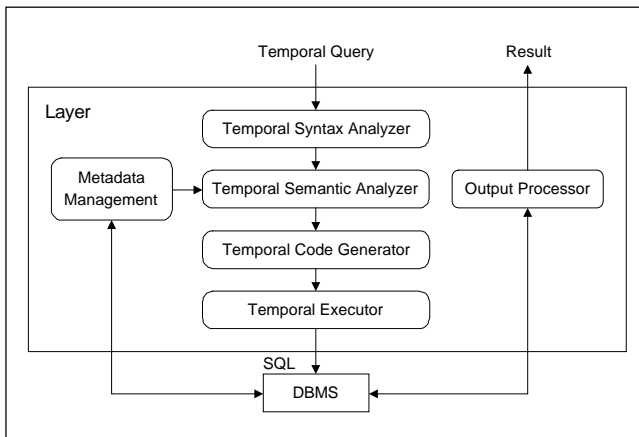 Temporal Query
Result
Layer
Temporal Syntax Analyzer
Metadata
Management
Temporal Semantic Analyzer
Output Processor
Temporal Code Generator
Temporal Executor
SQL
DBMS